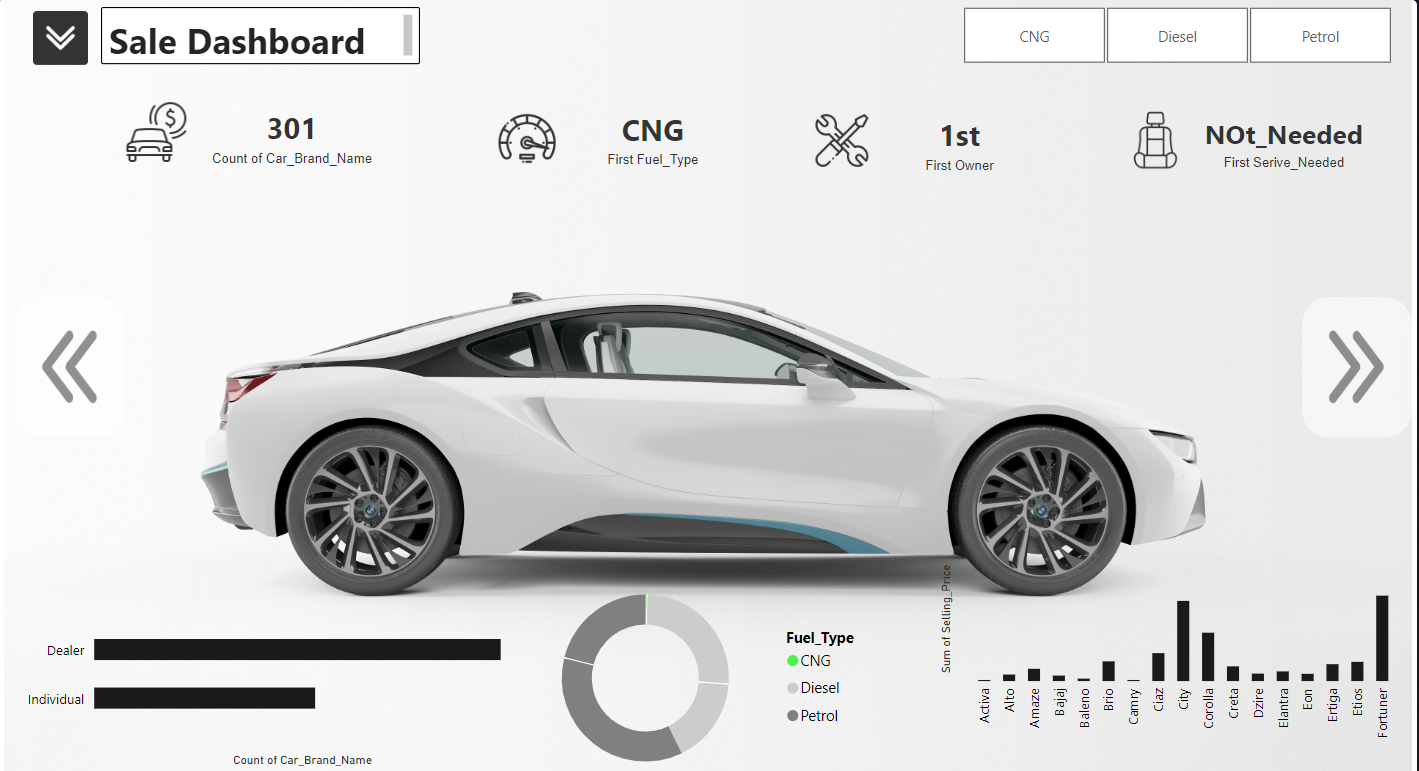 Sale Dashboard
CNG
Diesel
Petrol
301
Count of Car_Brand_Name
CNG
First Fuel_Type
1st
First Owner
NOt_Needed
First Serive_Needed
Dealer
Individual
Count of Car_Brand_Name
Fuel_Type
CNG
Diesel
Petrol
Sum of Selling_Price
Activa
Alto
Amaze
Bajaj
Baleno
Brio
Camry
Ciaz
City
Corolla
Creta
Dzire
Elantra
Eon
Ertiga
Etios
Fortuner